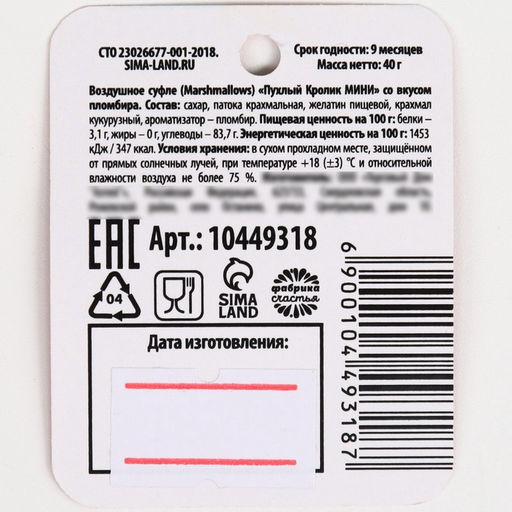 СТО 23026677-001-2018.
SIMA-LAND.RU
Срок годности: 9 месяцев
Масса нетто: 40 г
Воздушное суфле (Marshmallows) «Пухлый Кролик МИНИ» со вкусом
пломбира. Состав: сахар, патока крахмальная, желатин пищевой, крахмал
кукурузный, ароматизатор – пломбир. Пищевая ценность на 100 г: белки –
3,1 г, жиры – 0 г, углеводы – 83,7 г. Энергетическая ценность на 100 г: 1453
кДж / 347 ккал. Условия хранения: в сухом прохладном месте, защищённом
от прямых солнечных лучей, при температуре +18 (±3) °С и относительной
влажности воздуха не более 75 %.
EAC Арт.: 10449318
04
SIMA
LAND
фабрика
счастья
Дата изготовления:
6900104493187